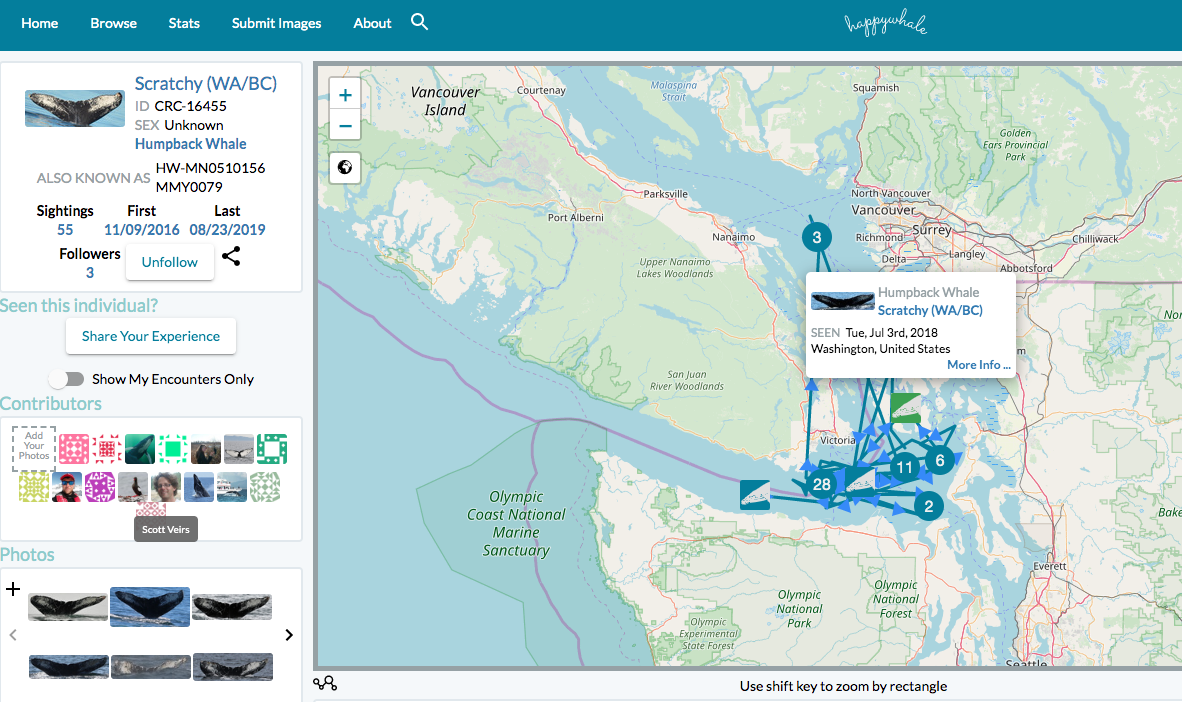 Home Browse Stats Submit Images About
happywhale
Scratchy (WA/BC)
ID CRC-16455
SEX Unknown
Humpback Whale
ALSO KNOWN AS HW-MN0510156
MMY0079
Sightings First Last
55 11/09/2016 08/23/2019
Followers
3
Unfollow
Seen this individual?
Share Your Experience
Show My Encounters Only
Contributors
Add
Your
Photos
Scott Veirs
Photos
+
−
Vancouver
Island
Courtenay
Malaspina
Strait
Squamish
Golden
Ears Provincial
Park
Parksville
North Vancouver
Vancouver
Port Alberni
Nanaimo
3
Richmond
Surrey
Chilliwack
Delta
Langley
Abbotsford
Upper Nanaimo
Lakes Woodlands
Humpback Whale
Scratchy (WA/BC)
SEEN Tue, Jul 3rd, 2018
Washington, United States
More Info ...
San Juan
River Woodlands
Victoria
28
11
6
2
Olympic
Coast National
Marine
Sanctuary
Everett
Olympic
National
Park
Olympic
National
Forest
Olympic
Experimental
State Forest
Seattle
Use shift key to zoom by rectangle